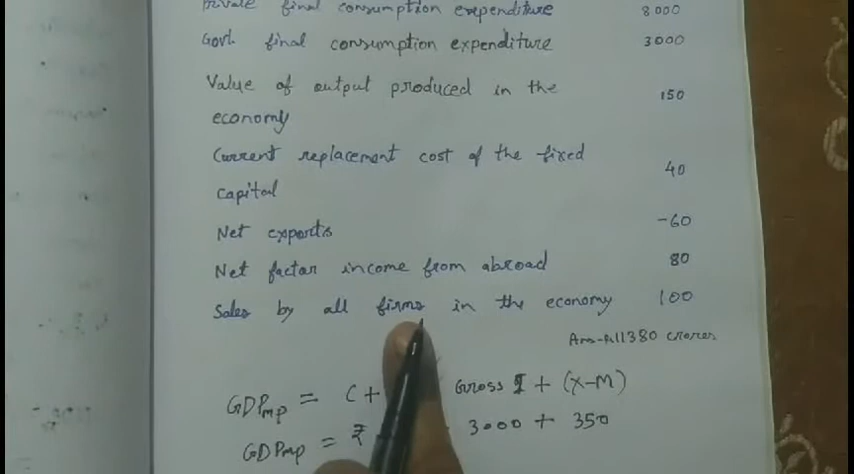 Private final consumption expenditure 8000
Govt. final consumption expenditure 3000
Value of output produced in the
economy 150
Current replacement cost of the fixed
capital 40
Net exports -60
Net factor income from abroad 80
Sales by all firms in the economy 100
Ans- ₹11380 crores
GDPmp = C+ Gross I + (X-M)
GDPmp = ₹ 3000 + 350